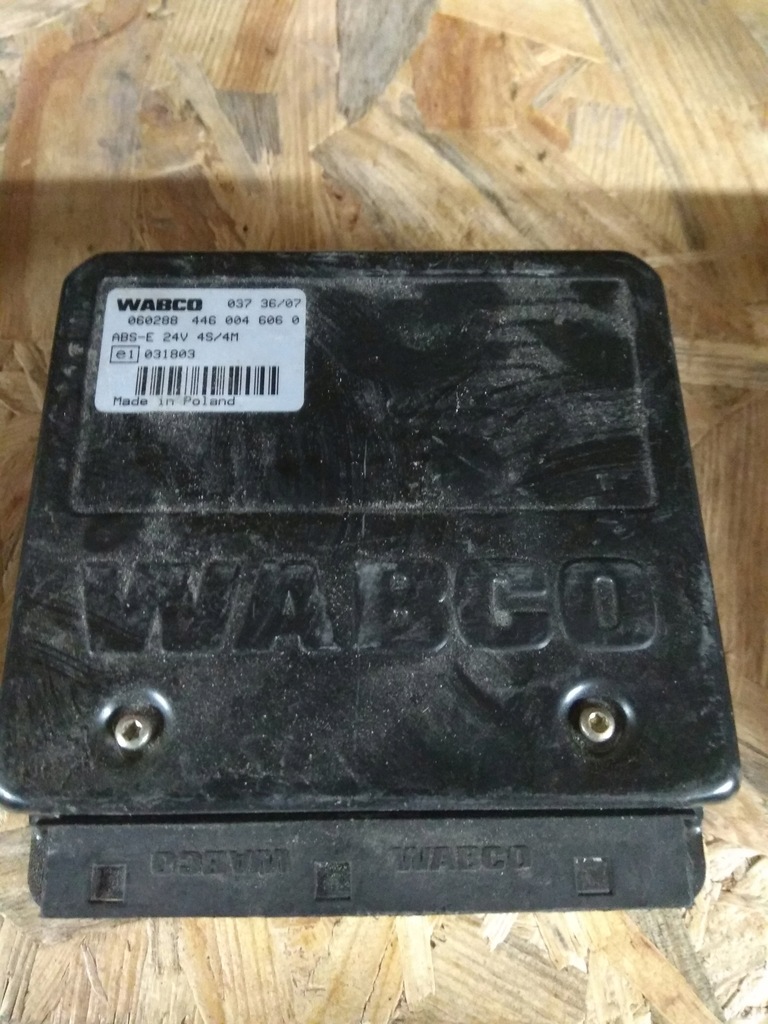 WABCO 037 36/07
060288 446 004 606 0
ABS-E 24V 4S/4M
e1 031803
Made in Poland
WABCO
WABCO WABCO